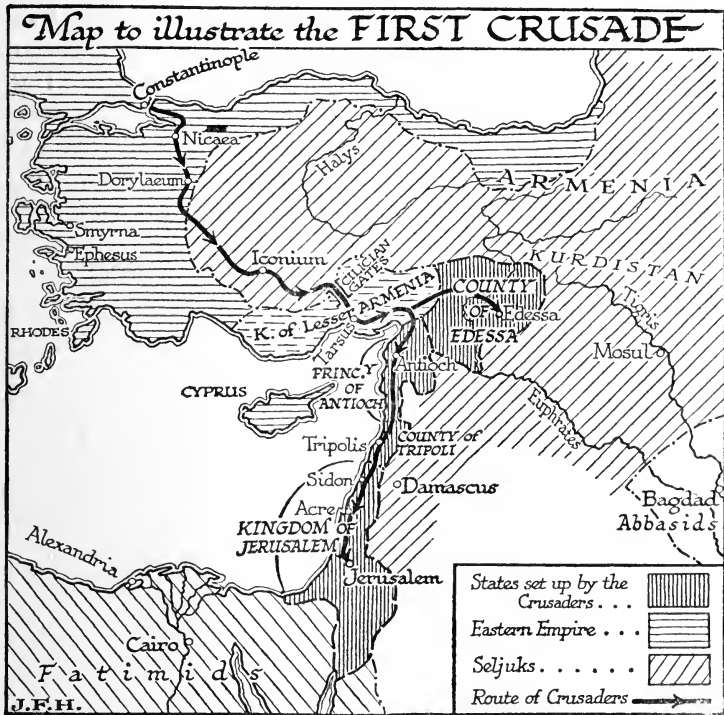 Map to illustrate the FIRST CRUSADE
Constantinople
Nicaea
Dorylaeum
Halys
ARMENIA
Smyrna
Ephesus
Iconium
CILICIAN
GATES
KURDISTAN
K. of Lesser ARMENIA
COUNTY
OF
EDESSA
Edessa
Tigris
RHODES
Tarsus
Mosul
PRINC.Y
OF
ANTIOCH
Antioch
CYPRUS
Euphrates
Tripolis
COUNTY of
TRIPOLI
Sidon
Damascus
Acre
Bagdad
Abbasids
KINGDOM OF
JERUSALEM
Alexandria
Jerusalem
Cairo
Fatimids
J.F.H.
States set up by the
Crusaders . . .
Eastern Empire . . .
Seljuks . . . . . .
Route of Crusaders